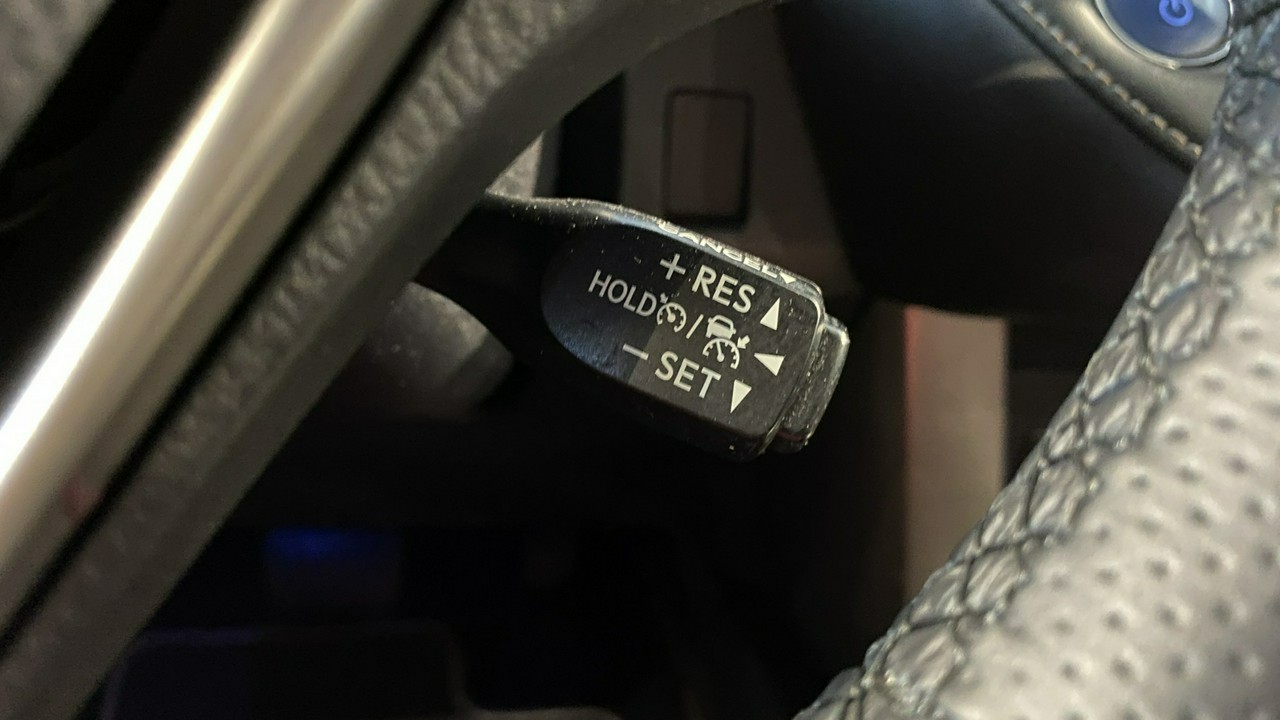 CANCEL
+ RES ▲
HOLD / ◀
− SET ▼